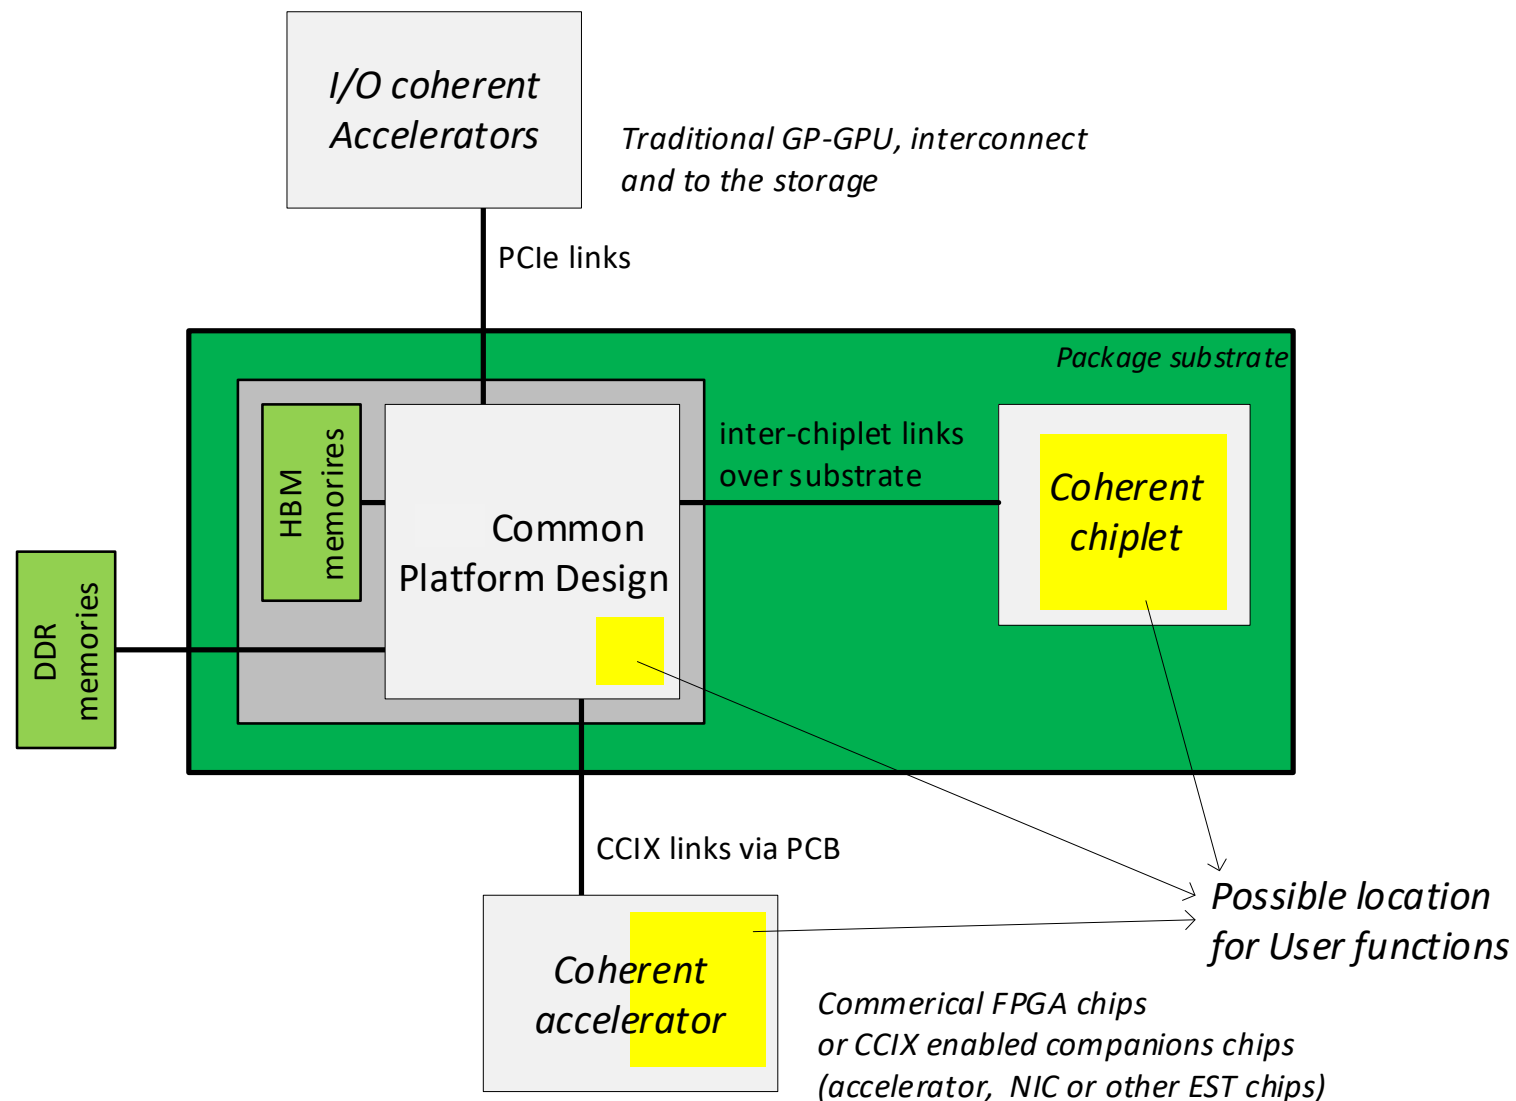 I/O coherent
Accelerators
Traditional GP-GPU, interconnect
and to the storage
PCIe links
Package substrate
HBM
memorires
inter-chiplet links
over substrate
Coherent
chiplet
Common
Platform Design
DDR
memories
CCIX links via PCB
Possible location
for User functions
Coherent
accelerator
Commerical FPGA chips
or CCIX enabled companions chips
(accelerator, NIC or other EST chips)